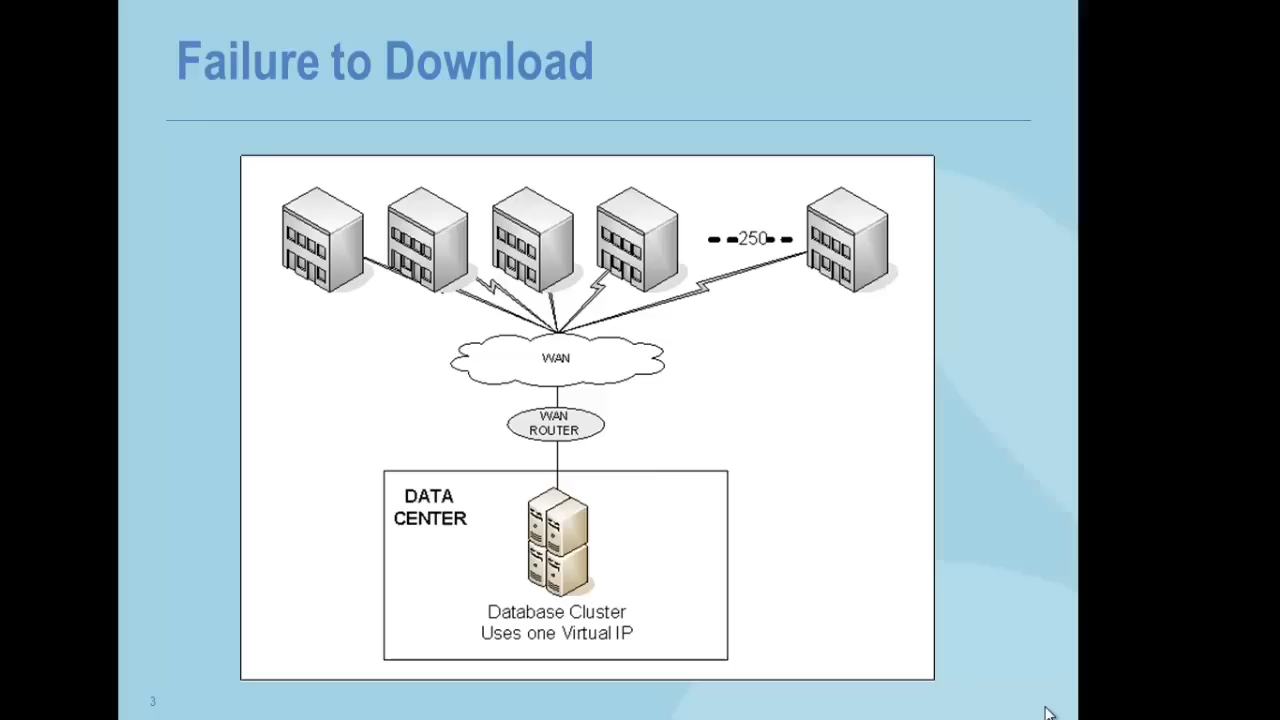 Failure to Download
250
WAN
WAN
ROUTER
DATA
CENTER
Database Cluster
Uses one Virtual IP
3